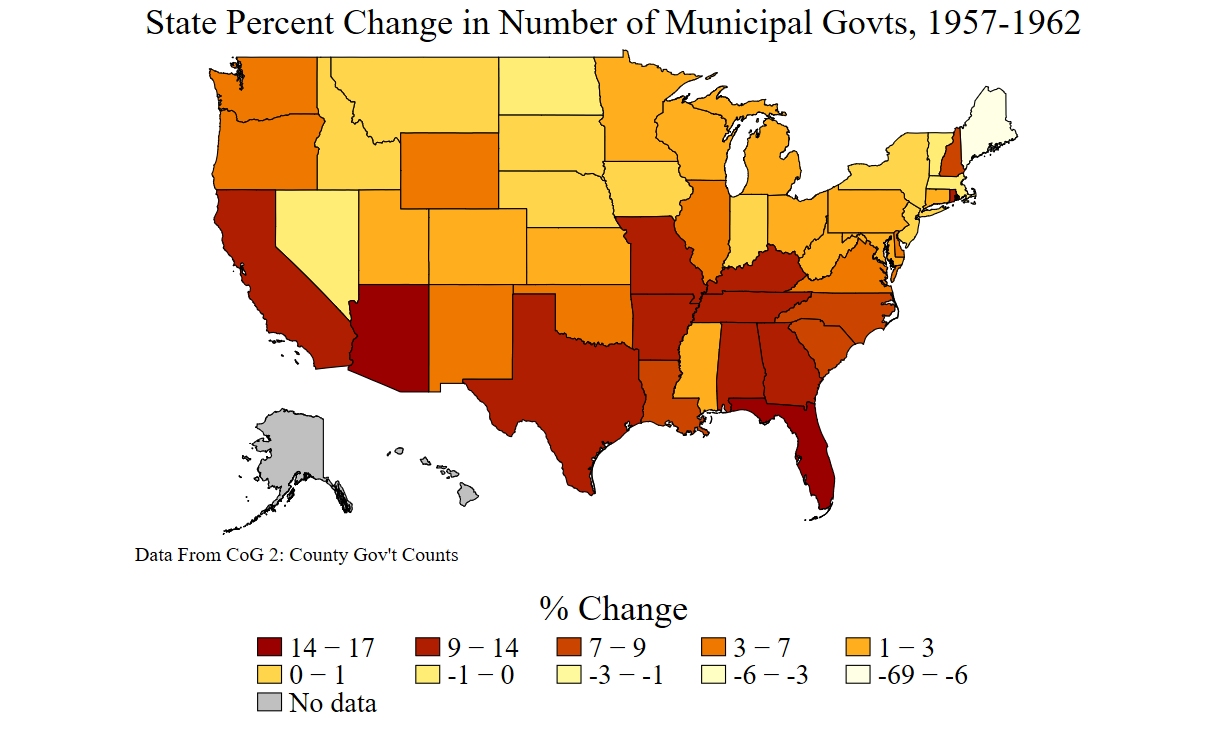 State Percent Change in Number of Municipal Govts, 1957-1962
Data From CoG 2: County Gov't Counts
% Change
14 − 17 9 − 14 7 − 9 3 − 7 1 − 3
0 − 1 -1 − 0 -3 − -1 -6 − -3 -69 − -6
No data